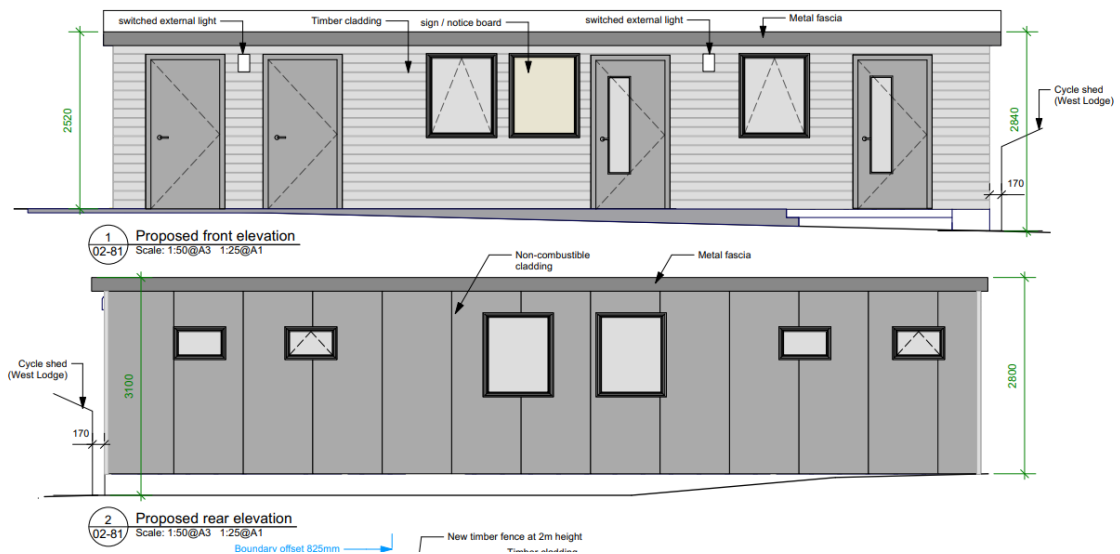 switched external light
Timber cladding
sign / notice board
switched external light
Metal fascia
Cycle shed
(West Lodge)
2520
2840
170
1
02-81
Proposed front elevation
Scale: 1:50@A3 1:25@A1
Non-combustible
cladding
Metal fascia
Cycle shed
(West Lodge)
3100
2800
170
2
02-81
Proposed rear elevation
Scale: 1:50@A3 1:25@A1
Boundary offset 825mm
New timber fence at 2m height
Timber cladding